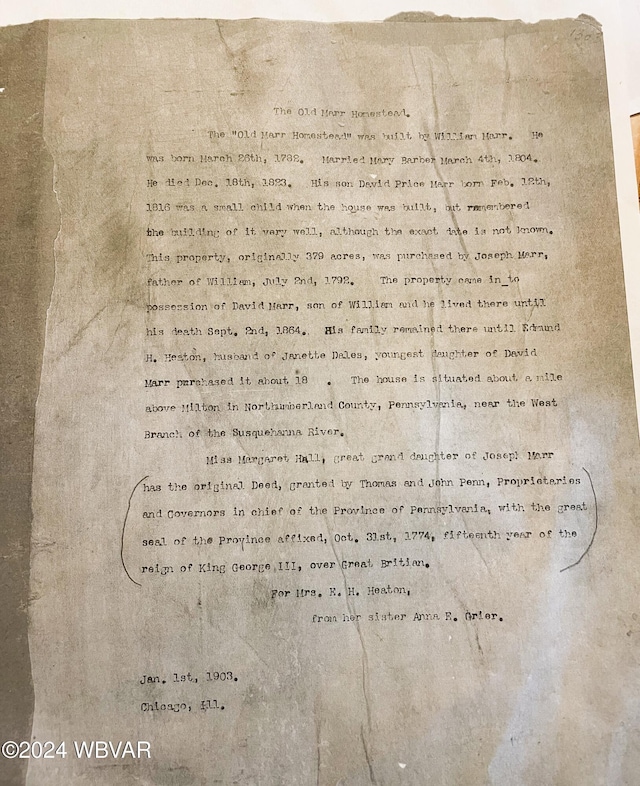 The Old Marr Homestead.
The "Old Marr Homestead" was built by William Marr. He
was born March 26th, 1782. Married Mary Barber March 4th, 1804.
He died Dec. 18th, 1823. His son David Price Marr born Feb. 12th,
1816 was a small child when the house was built, but remembered
the building of it very well, although the exact date is not known.
This property, originally 379 acres, was purchased by Joseph Marr,
father of William, July 2nd, 1792. The property came in to
possession of David Marr, son of William and he lived there until
his death Sept. 2nd, 1864. His family remained there until Edmund
H. Heaton, husband of Janette Dales, youngest daughter of David
Marr purchased it about 18 . The house is situated about a mile
above Milton in Northumberland County, Pennsylvania, near the West
Branch of the Susquehanna River.
Miss Margaret Hall, great grand daughter of Joseph Marr
has the original Deed, granted by Thomas and John Penn, Proprietaries
and Governors in chief of the Province of Pennsylvania, with the great
seal of the Province affixed, Oct. 31st, 1774, fifteenth year of the
reign of King George III, over Great Britian.
For Mrs. E. H. Heaton,
from her sister Anna E. Grier.
Jan. 1st, 1903.
Chicago, Ill.
©2024 WBVAR